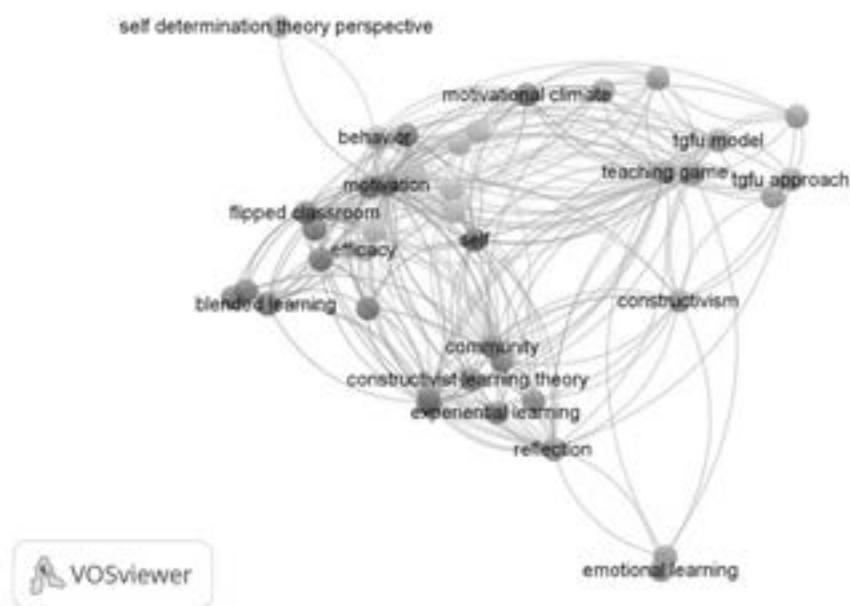 self determination theory perspective
motivational climate
behavior
tgfu model
teaching game
tgfu approach
motivation
flipped classroom
self
efficacy
blended learning
constructivism
community
constructivist learning theory
experiential learning
reflection
emotional learning
VOSviewer